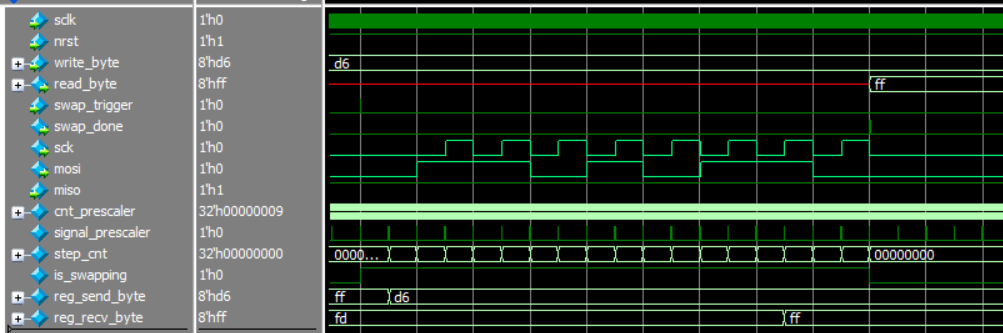 sclk 1'h0
nrst 1'h1
write_byte 8'hd6 d6
read_byte 8'hff ff
swap_trigger 1'h0
swap_done 1'h0
sck 1'h0
mosi 1'h0
miso 1'h1
cnt_prescaler 32'h00000009
signal_prescaler 1'h0
step_cnt 32'h00000000 0000... 00000000
is_swapping 1'h0
reg_send_byte 8'hd6 ff d6
reg_recv_byte 8'hff fd ff